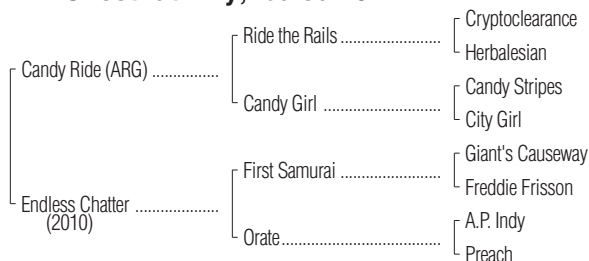 Cryptoclearance
Ride the Rails
Herbalesian
Candy Ride (ARG)
Candy Stripes
Candy Girl
City Girl
Giant's Causeway
First Samurai
Freddie Frisson
Endless Chatter
(2010)
A.P. Indy
Orate
Preach